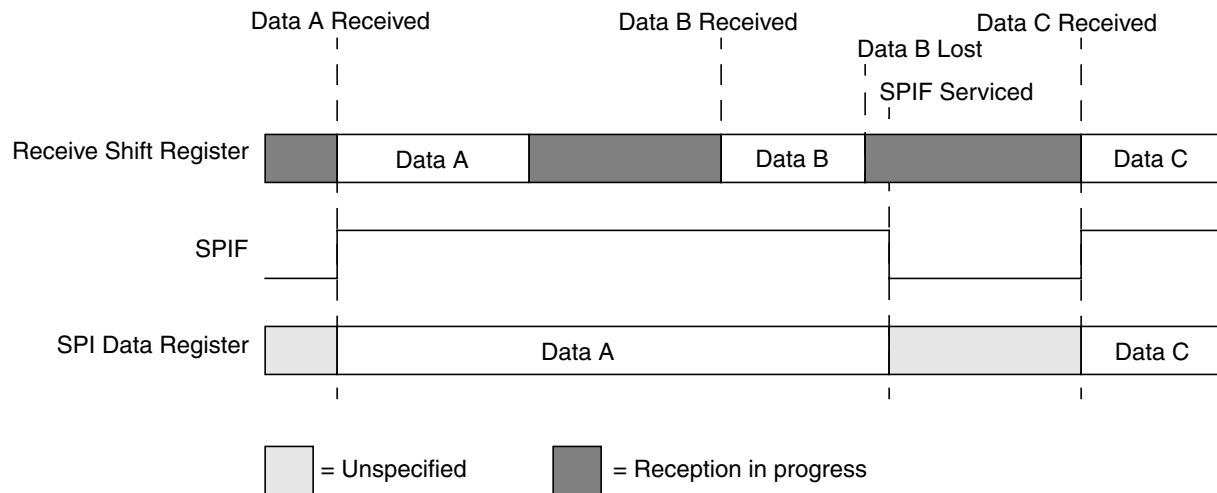 Data A Received
Data B Received
Data C Received
Data B Lost
SPIF Serviced
Receive Shift Register
Data A
Data B
Data C
SPIF
SPI Data Register
Data A
Data C
= Unspecified
= Reception in progress